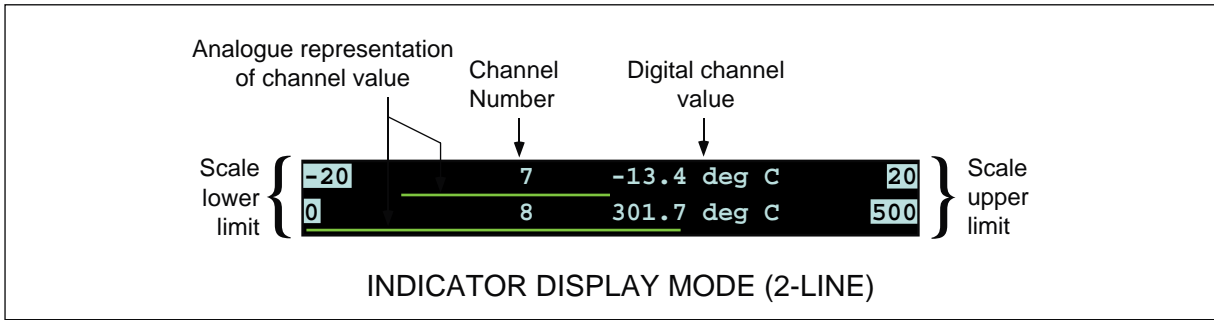 Analogue representation
of channel value
Channel
Number
Digital channel
value
Scale
lower
limit
-20 7 -13.4 deg C 20
0 8 301.7 deg C 500
Scale
upper
limit
INDICATOR DISPLAY MODE (2-LINE)